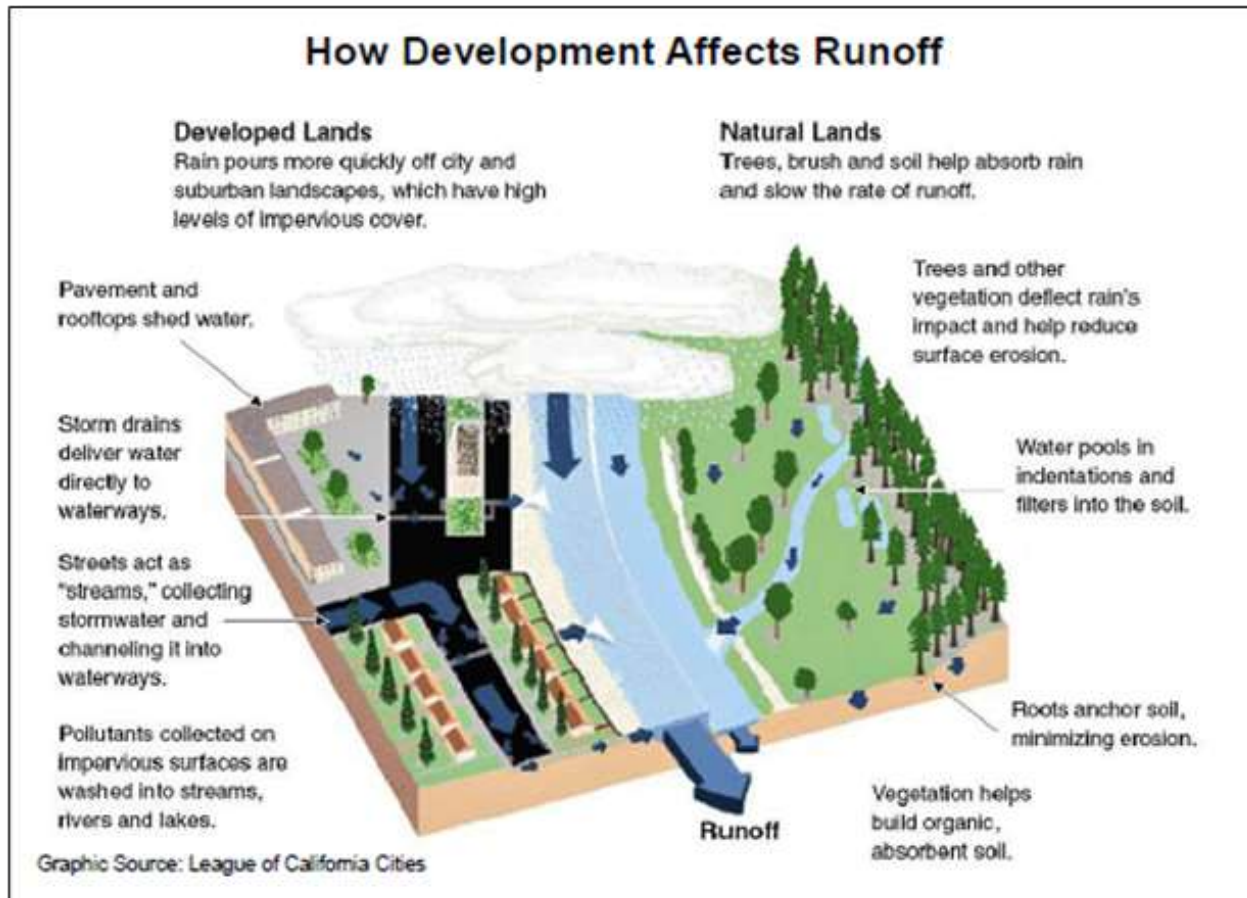 How Development Affects Runoff
Developed Lands
Rain pours more quickly off city and
suburban landscapes, which have high
levels of impervious cover.
Natural Lands
Trees, brush and soil help absorb rain
and slow the rate of runoff.
Pavement and
rooftops shed water.
Storm drains
deliver water
directly to
waterways.
Streets act as
"streams," collecting
stormwater and
channeling it into
waterways.
Pollutants collected on
impervious surfaces are
washed into streams,
rivers and lakes.
Trees and other
vegetation deflect rain's
impact and help reduce
surface erosion.
Water pools in
indentations and
filters into the soil.
Roots anchor soil,
minimizing erosion.
Vegetation helps
build organic,
absorbent soil.
Runoff
Graphic Source: League of California Cities